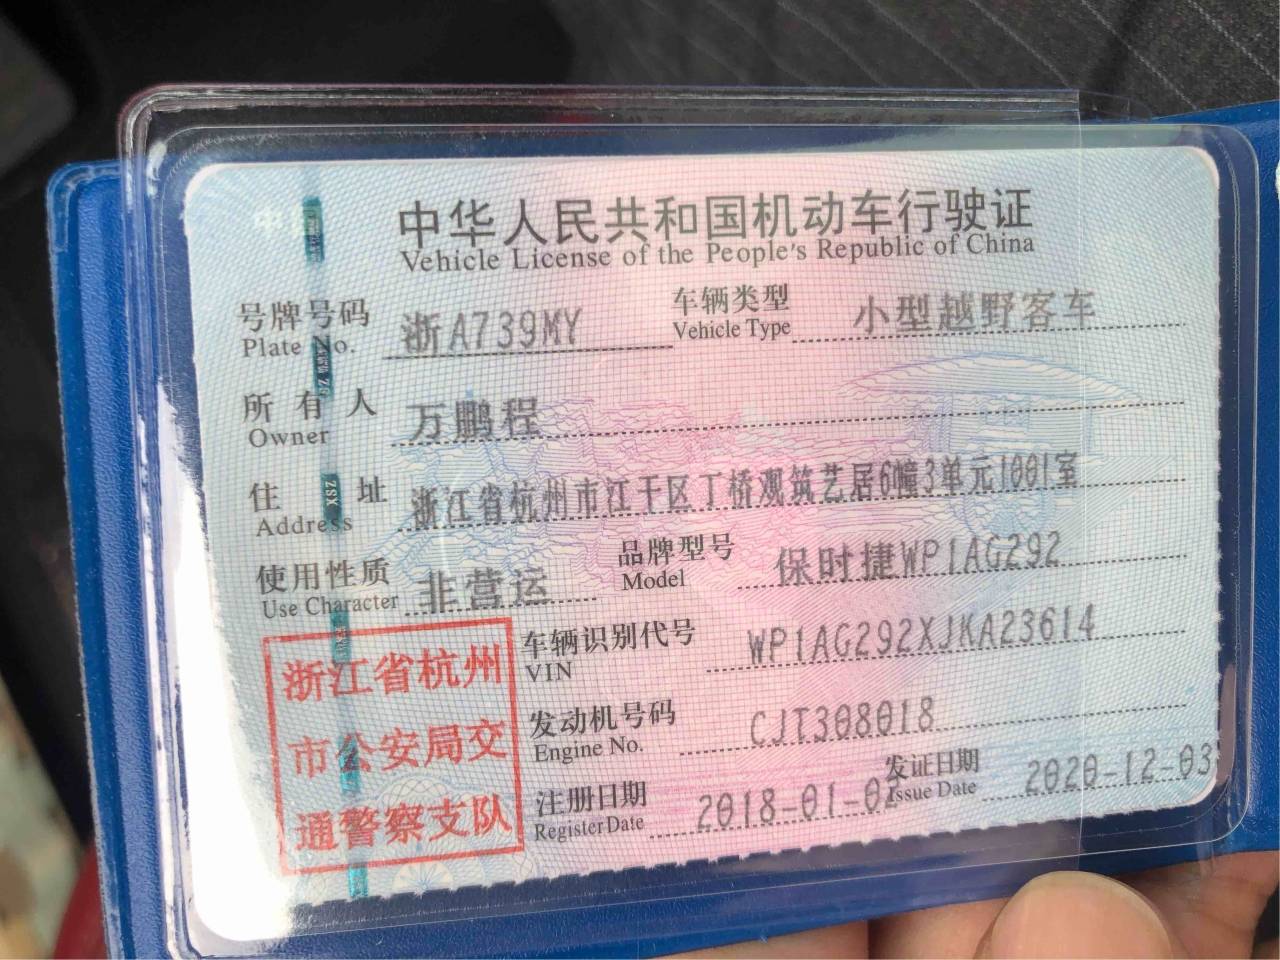 中华人民共和国机动车行驶证
Vehicle License of the People's Republic of China
号牌号码 浙A739MY 车辆类型 小型越野客车
Plate No. Vehicle Type
所有人 万鹏程
Owner
住址 浙江省杭州市江干区丁桥观筑艺居6幢3单元1001室
Address
使用性质 非营运 品牌型号 保时捷WP1AG292
Use Character Model
浙江省杭州
市公安局交
通警察支队
车辆识别代号 WP1AG292XJKA23614
VIN
发动机号码 CJT308018
Engine No.
注册日期 发证日期 2020-12-03
Register Date Issue Date